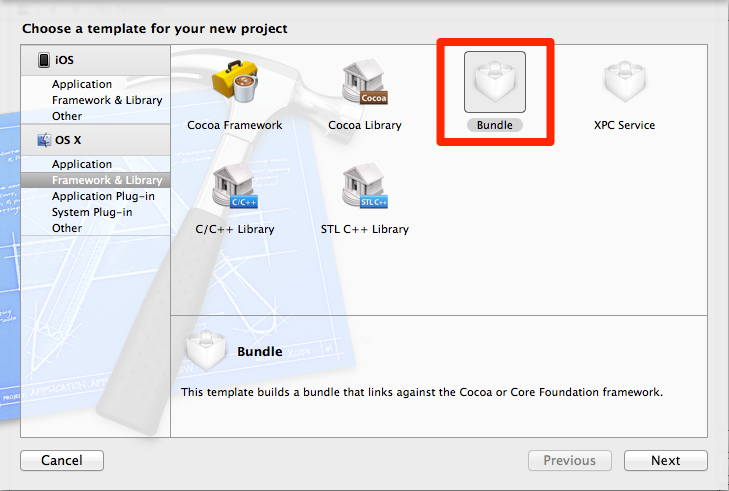 Choose a template for your new project
iOS
Application
Framework & Library
Other
OS X
Application
Framework & Library
Application Plug-in
System Plug-in
Other
Cocoa
Cocoa Framework
Cocoa Library
Bundle
XPC Service
C/C++
STL C++
C/C++ Library
STL C++ Library
Bundle
This template builds a bundle that links against the Cocoa or Core Foundation framework.
Cancel
Previous
Next